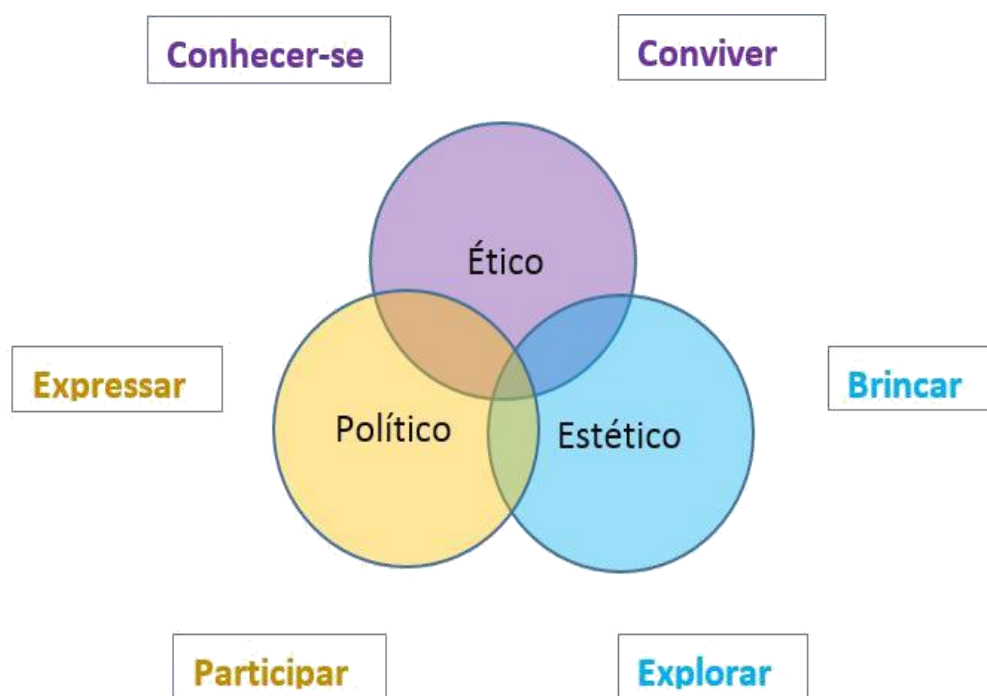 Conhecer-se
Conviver
Ético
Expressar
Brincar
Político
Estético
Participar
Explorar